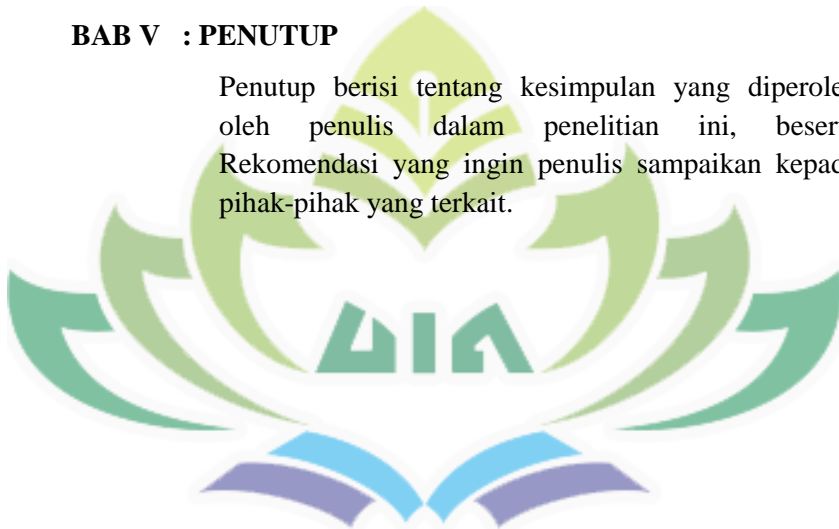 BAB V : PENUTUP
Penutup berisi tentang kesimpulan yang diperole
oleh penulis dalam penelitian ini, beser
Rekomendasi yang ingin penulis sampaikan kepad
pihak-pihak yang terkait.
UIN